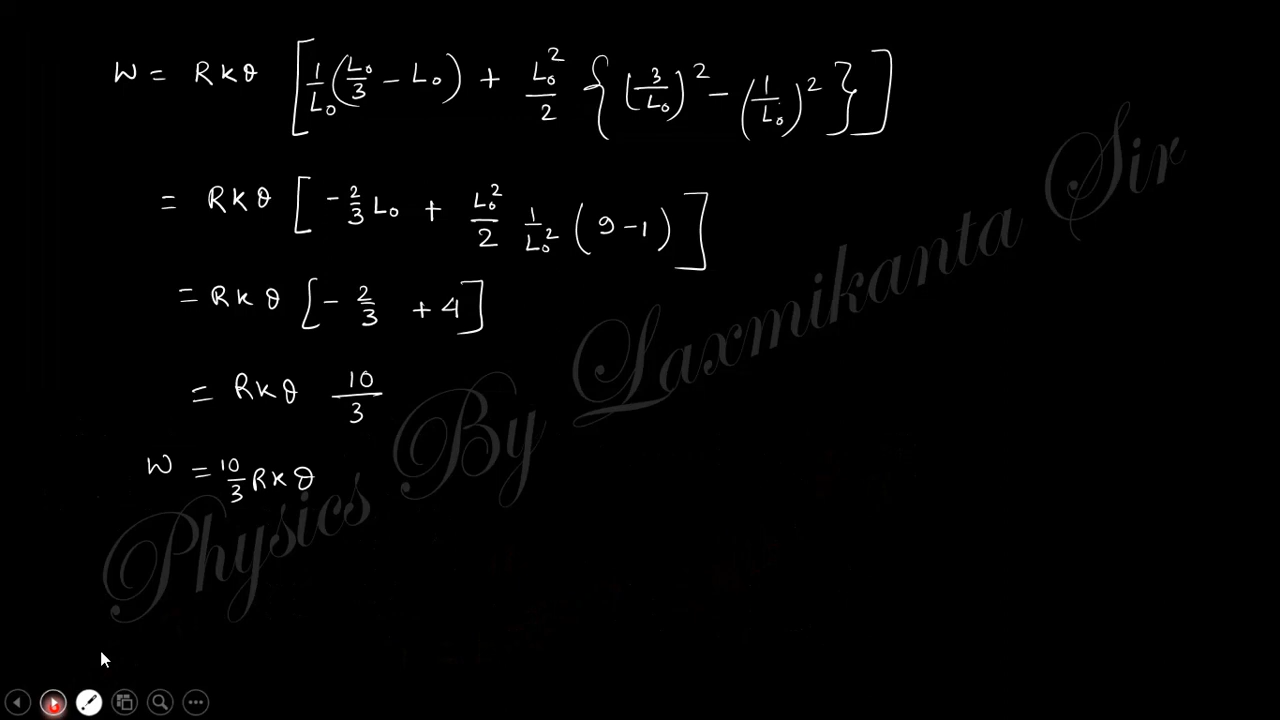 W = Rkθ [ 1/L₀ (L₀/3 − L₀) + L₀²/2 { (3/L₀)² − (1/L₀)² } ]
= Rkθ [ − 2/3 L₀ + L₀²/2 1/L₀² (9 − 1) ]
= Rkθ [ − 2/3 + 4 ]
= Rkθ 10/3
W = 10/3 Rkθ
Physics By Laxmikanta Sir